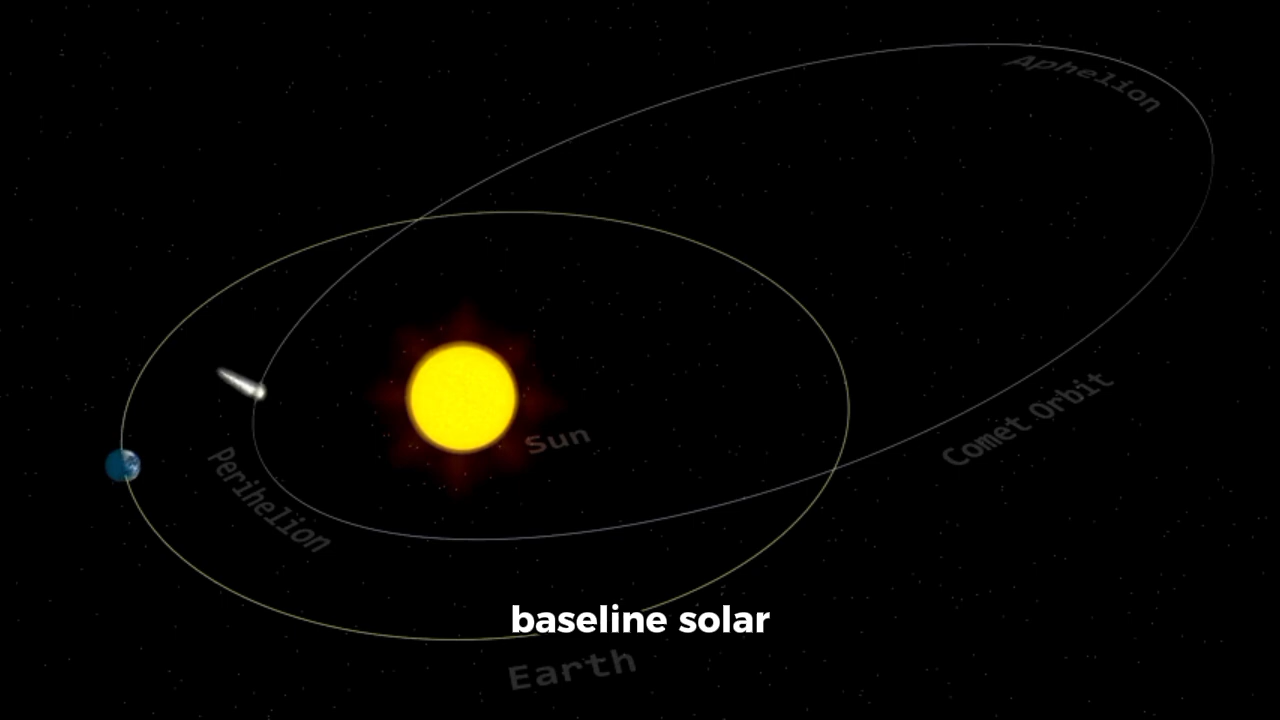 Aphelion
Comet Orbit
Sun
Perihelion
baseline solar
Earth